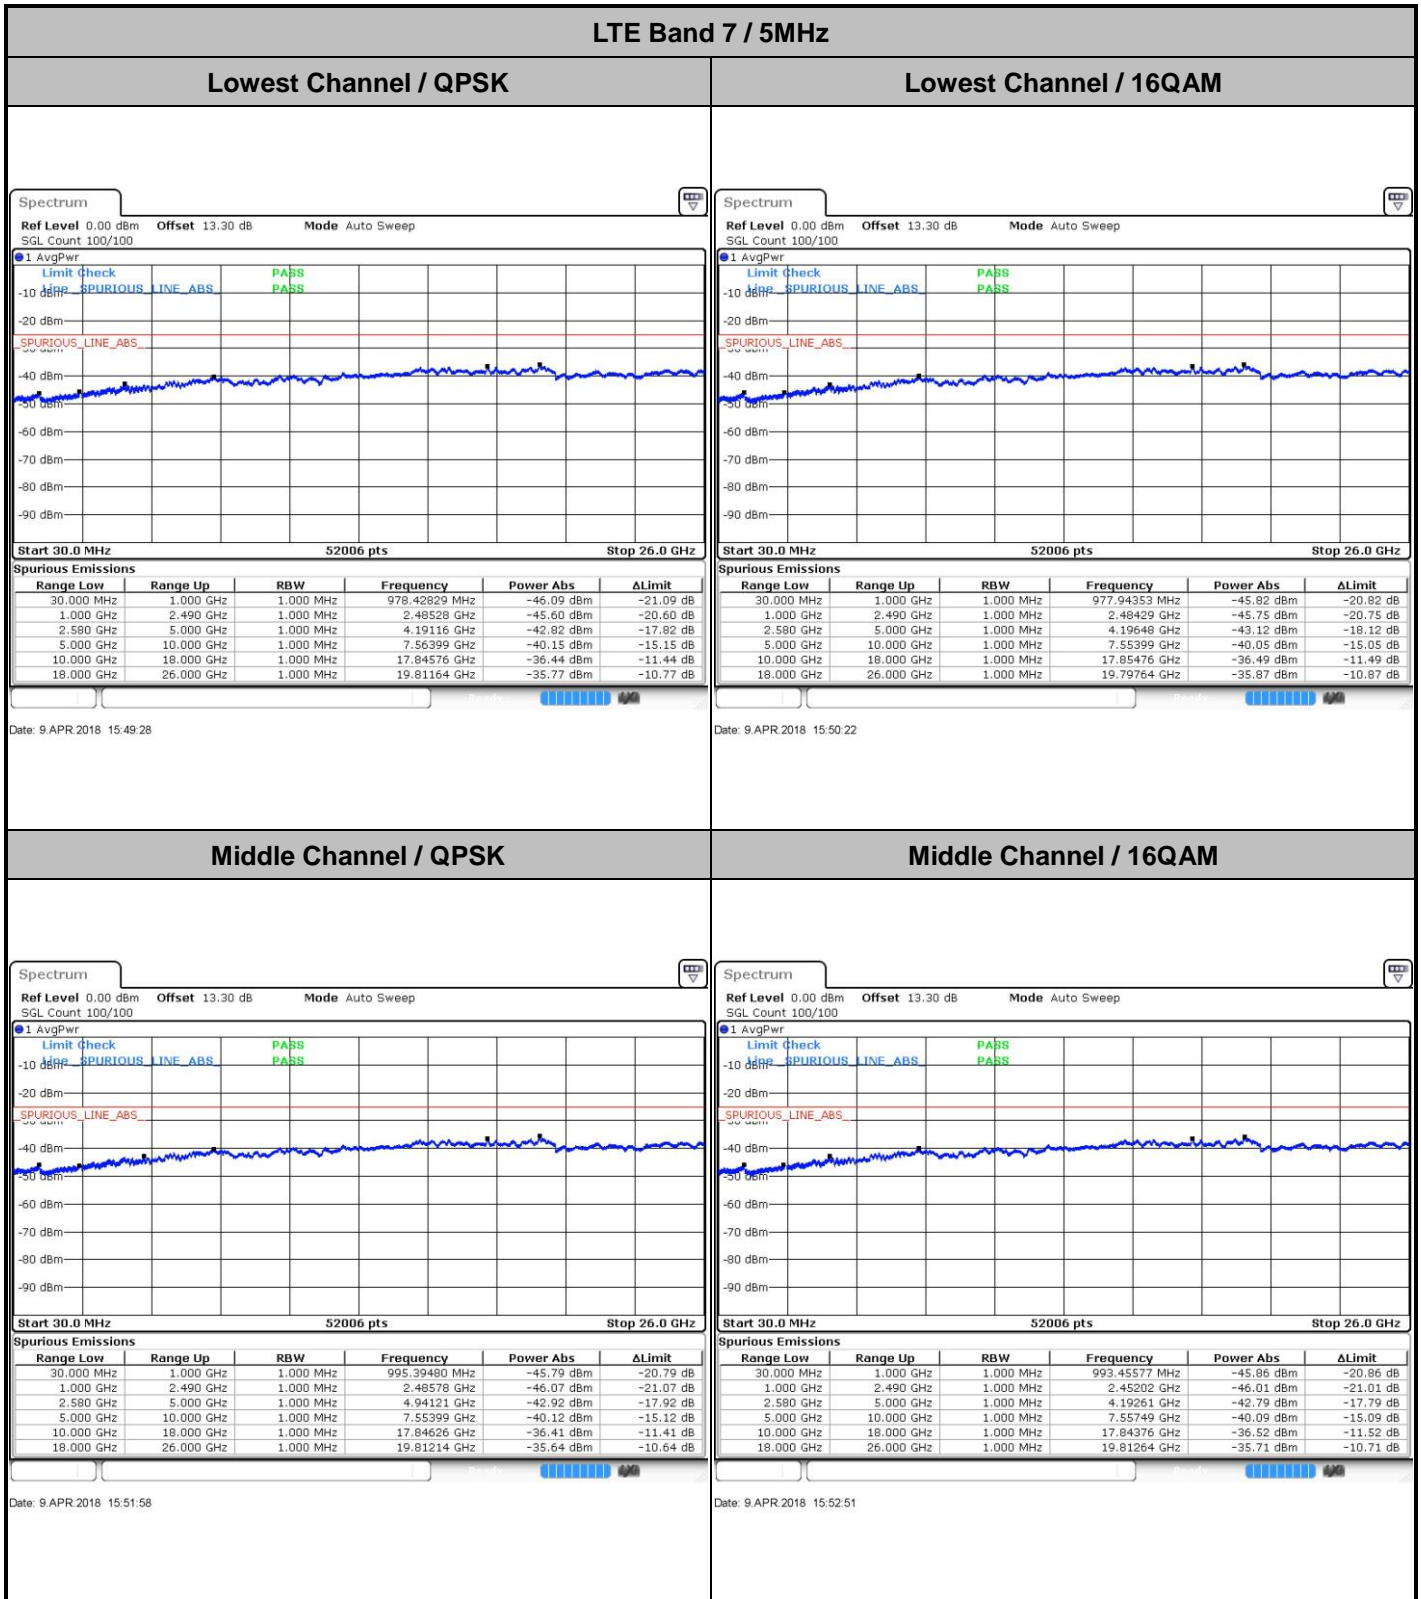 LTE Band 7 / 5MHz
Lowest Channel / QPSK
Lowest Channel / 16QAM
Spectrum
Ref Level 0.00 dBm Offset 13.30 dB Mode Auto Sweep
SGL Count 100/100
1 AvgPwr
Limit Check PASS
Line _SPURIOUS_LINE_ABS_ PASS
-10 dBm
-20 dBm
_SPURIOUS_LINE_ABS_
-30 dBm
-40 dBm
-50 dBm
-60 dBm
-70 dBm
-80 dBm
-90 dBm
Start 30.0 MHz 52006 pts Stop 26.0 GHz
Spurious Emissions
Range Low Range Up RBW Frequency Power Abs ΔLimit
30.000 MHz 1.000 GHz 1.000 MHz 978.42829 MHz -46.09 dBm -21.09 dB
1.000 GHz 2.490 GHz 1.000 MHz 2.48528 GHz -45.60 dBm -20.60 dB
2.580 GHz 5.000 GHz 1.000 MHz 4.19116 GHz -42.82 dBm -17.82 dB
5.000 GHz 10.000 GHz 1.000 MHz 7.56399 GHz -40.15 dBm -15.15 dB
10.000 GHz 18.000 GHz 1.000 MHz 17.84576 GHz -36.44 dBm -11.44 dB
18.000 GHz 26.000 GHz 1.000 MHz 19.81164 GHz -35.77 dBm -10.77 dB
Date: 9.APR.2018 15:49:28
Spectrum
Ref Level 0.00 dBm Offset 13.30 dB Mode Auto Sweep
SGL Count 100/100
1 AvgPwr
Limit Check PASS
Line _SPURIOUS_LINE_ABS_ PASS
-10 dBm
-20 dBm
_SPURIOUS_LINE_ABS_
-30 dBm
-40 dBm
-50 dBm
-60 dBm
-70 dBm
-80 dBm
-90 dBm
Start 30.0 MHz 52006 pts Stop 26.0 GHz
Spurious Emissions
Range Low Range Up RBW Frequency Power Abs ΔLimit
30.000 MHz 1.000 GHz 1.000 MHz 977.94353 MHz -45.82 dBm -20.82 dB
1.000 GHz 2.490 GHz 1.000 MHz 2.48429 GHz -45.75 dBm -20.75 dB
2.580 GHz 5.000 GHz 1.000 MHz 4.19648 GHz -43.12 dBm -18.12 dB
5.000 GHz 10.000 GHz 1.000 MHz 7.55399 GHz -40.05 dBm -15.05 dB
10.000 GHz 18.000 GHz 1.000 MHz 17.85476 GHz -36.49 dBm -11.49 dB
18.000 GHz 26.000 GHz 1.000 MHz 19.79764 GHz -35.87 dBm -10.87 dB
Date: 9.APR.2018 15:50:22
Middle Channel / QPSK
Middle Channel / 16QAM
Spectrum
Ref Level 0.00 dBm Offset 13.30 dB Mode Auto Sweep
SGL Count 100/100
1 AvgPwr
Limit Check PASS
Line _SPURIOUS_LINE_ABS_ PASS
-10 dBm
-20 dBm
_SPURIOUS_LINE_ABS_
-30 dBm
-40 dBm
-50 dBm
-60 dBm
-70 dBm
-80 dBm
-90 dBm
Start 30.0 MHz 52006 pts Stop 26.0 GHz
Spurious Emissions
Range Low Range Up RBW Frequency Power Abs ΔLimit
30.000 MHz 1.000 GHz 1.000 MHz 995.39480 MHz -45.79 dBm -20.79 dB
1.000 GHz 2.490 GHz 1.000 MHz 2.48578 GHz -46.07 dBm -21.07 dB
2.580 GHz 5.000 GHz 1.000 MHz 4.94121 GHz -42.92 dBm -17.92 dB
5.000 GHz 10.000 GHz 1.000 MHz 7.55399 GHz -40.12 dBm -15.12 dB
10.000 GHz 18.000 GHz 1.000 MHz 17.84626 GHz -36.41 dBm -11.41 dB
18.000 GHz 26.000 GHz 1.000 MHz 19.81214 GHz -35.64 dBm -10.64 dB
Date: 9.APR.2018 15:51:58
Spectrum
Ref Level 0.00 dBm Offset 13.30 dB Mode Auto Sweep
SGL Count 100/100
1 AvgPwr
Limit Check PASS
Line _SPURIOUS_LINE_ABS_ PASS
-10 dBm
-20 dBm
_SPURIOUS_LINE_ABS_
-30 dBm
-40 dBm
-50 dBm
-60 dBm
-70 dBm
-80 dBm
-90 dBm
Start 30.0 MHz 52006 pts Stop 26.0 GHz
Spurious Emissions
Range Low Range Up RBW Frequency Power Abs ΔLimit
30.000 MHz 1.000 GHz 1.000 MHz 993.45577 MHz -45.86 dBm -20.86 dB
1.000 GHz 2.490 GHz 1.000 MHz 2.45202 GHz -46.01 dBm -21.01 dB
2.580 GHz 5.000 GHz 1.000 MHz 4.19261 GHz -42.79 dBm -17.79 dB
5.000 GHz 10.000 GHz 1.000 MHz 7.55749 GHz -40.09 dBm -15.09 dB
10.000 GHz 18.000 GHz 1.000 MHz 17.84376 GHz -36.52 dBm -11.52 dB
18.000 GHz 26.000 GHz 1.000 MHz 19.81264 GHz -35.71 dBm -10.71 dB
Date: 9.APR.2018 15:52:51